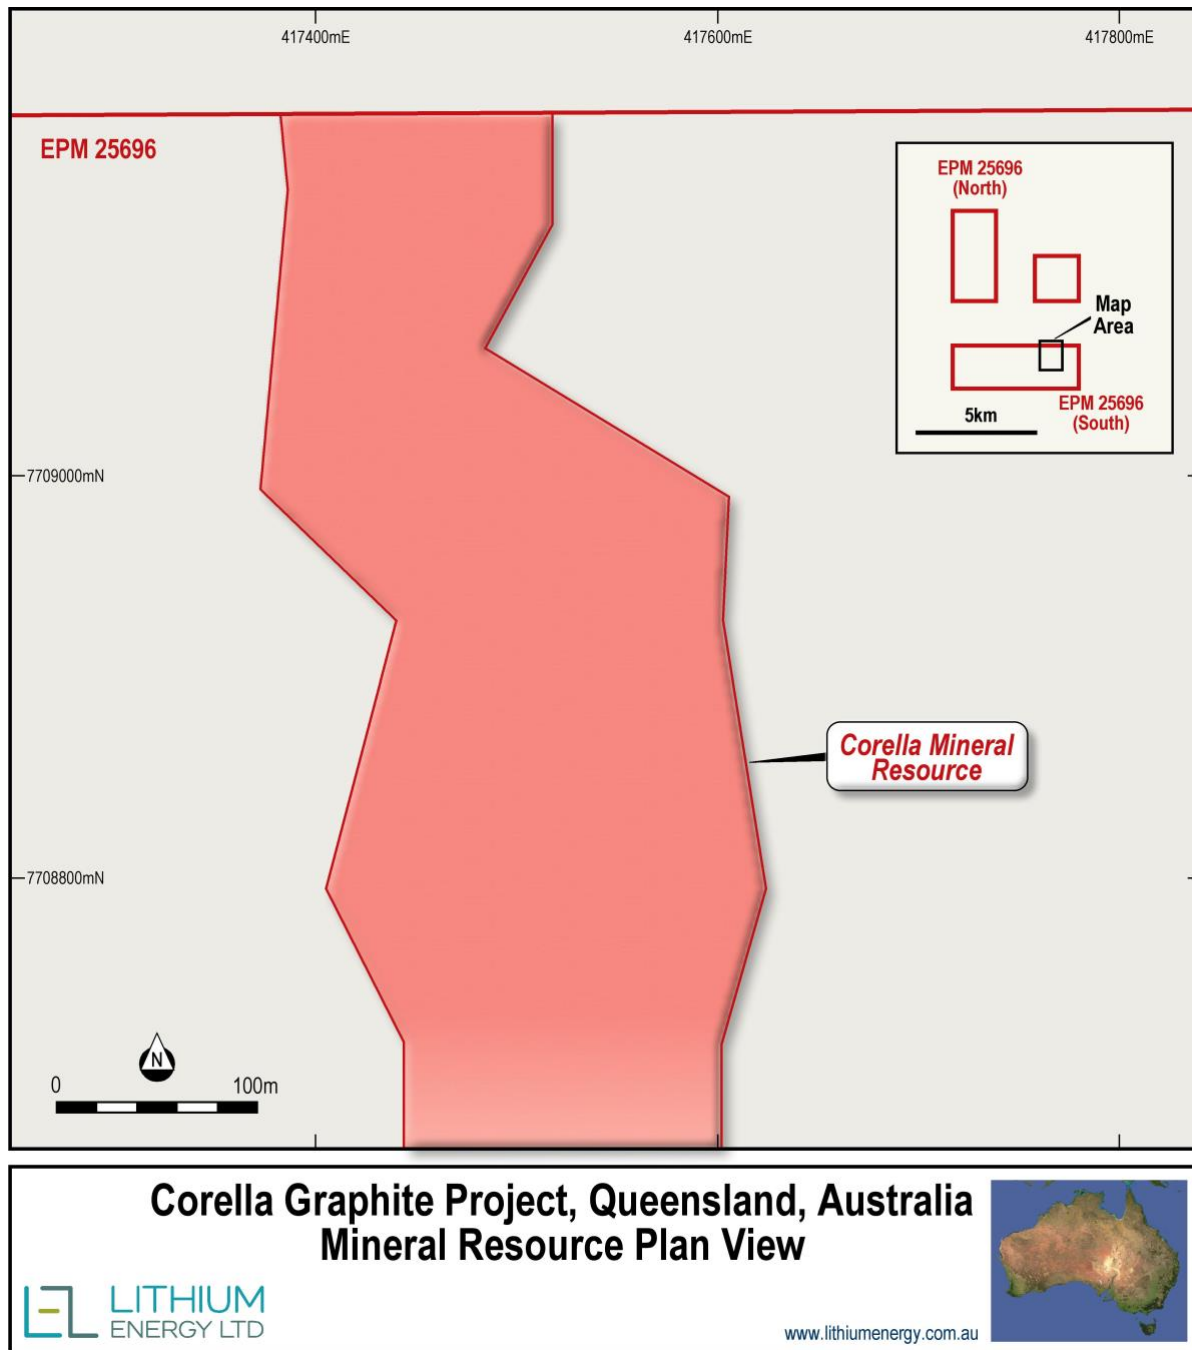 417400mE
417600mE
417800mE
EPM 25696
EPM 25696
(North)
Map
Area
EPM 25696
(South)
5km
7709000mN
Corella Mineral
Resource
7708800mN
N
0 100m
Corella Graphite Project, Queensland, Australia
Mineral Resource Plan View
LITHIUM
ENERGY LTD
www.lithiumenergy.com.au